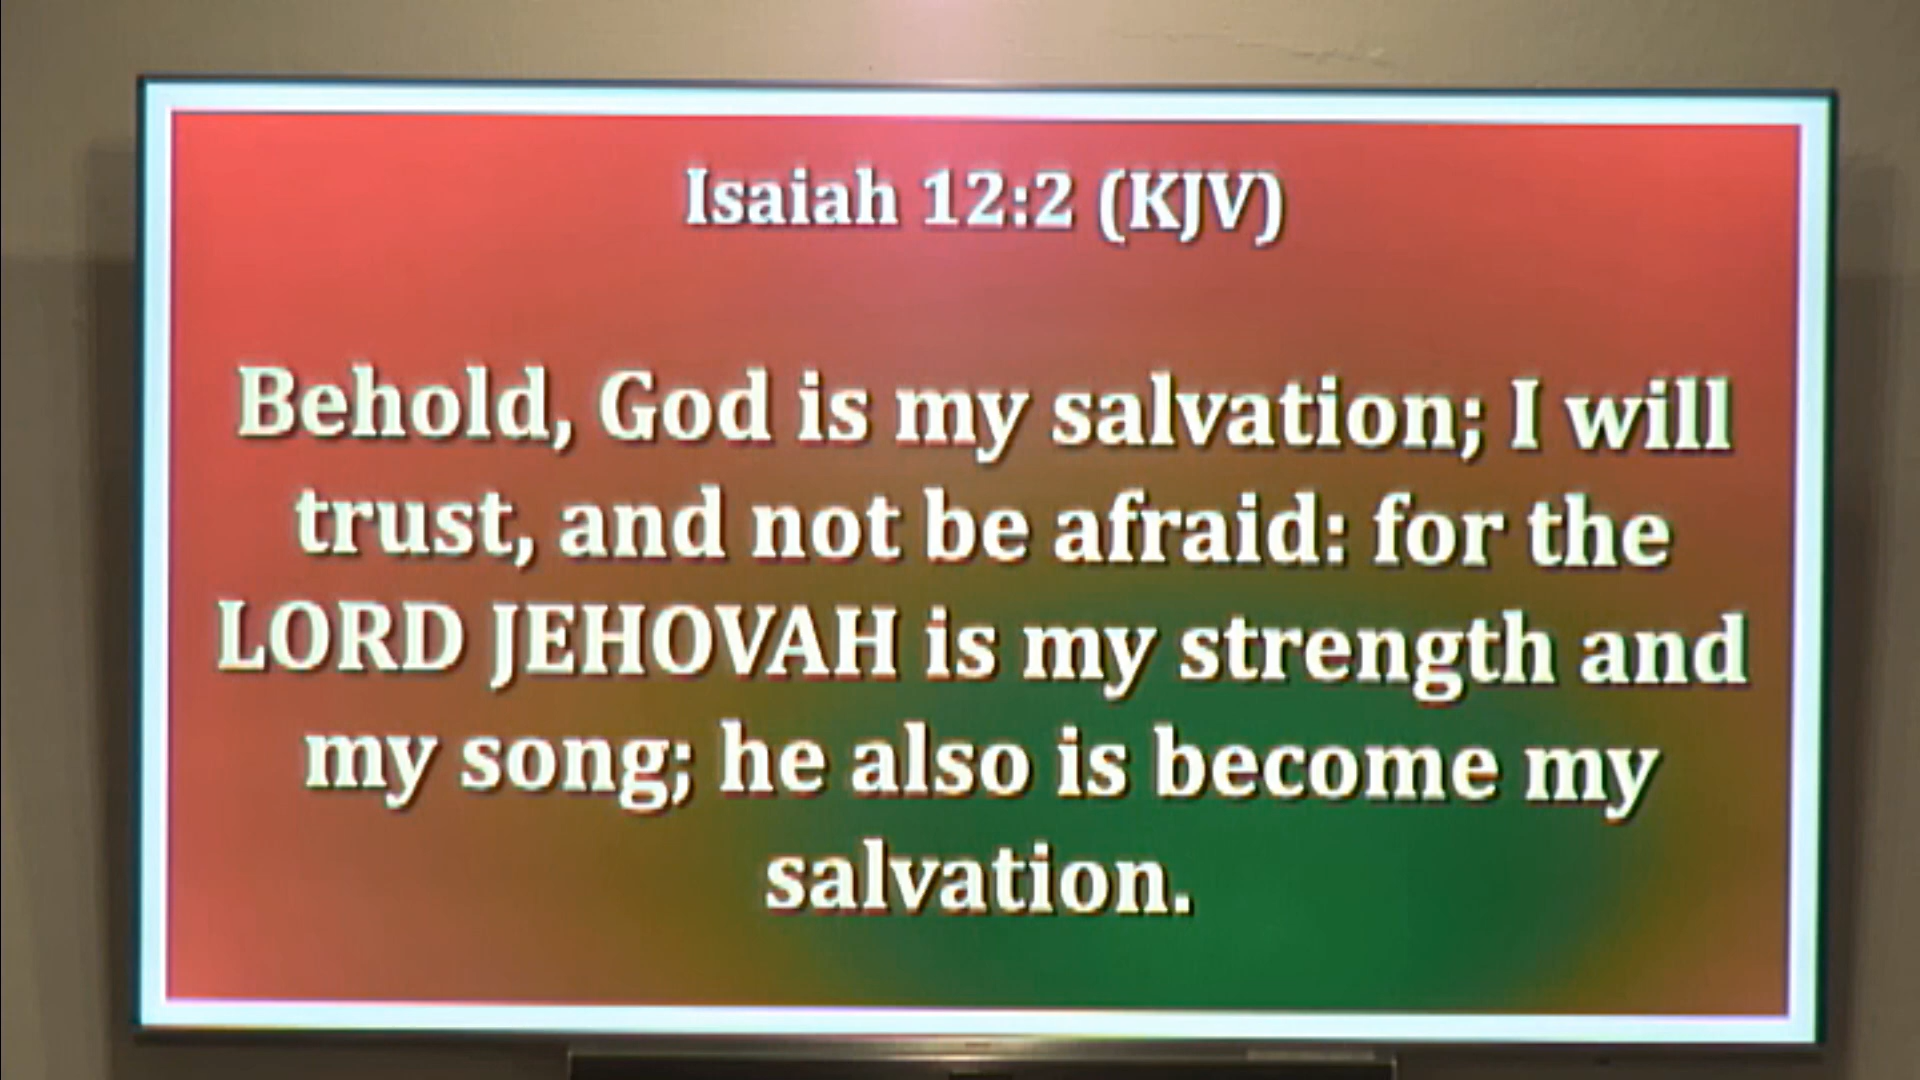 Isaiah 12:2 (KJV)
Behold, God is my salvation; I will
trust, and not be afraid: for the
LORD JEHOVAH is my strength and
my song; he also is become my
salvation.